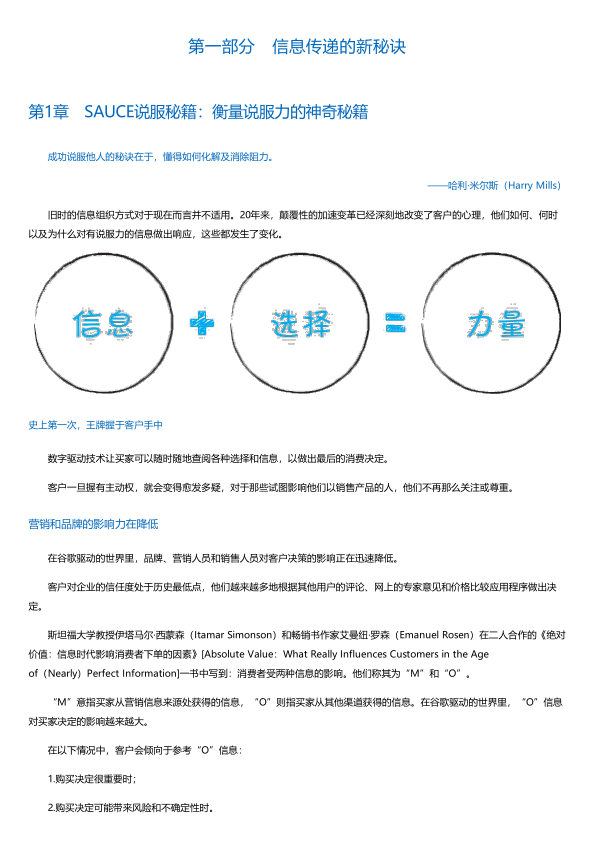 第一部分　信息传递的新秘诀
第1章　SAUCE说服秘籍：衡量说服力的神奇秘籍
成功说服他人的秘诀在于，懂得如何化解及消除阻力。
——哈利·米尔斯（Harry Mills）
旧时的信息组织方式对于现在而言并不适用。20年来，颠覆性的加速变革已经深刻地改变了客户的心理，他们如何、何时
以及为什么对有说服力的信息做出响应，这些都发生了变化。
信息 + 选择 = 力量
史上第一次，王牌握于客户手中
数字驱动技术让买家可以随时随地查阅各种选择和信息，以做出最后的消费决定。
客户一旦握有主动权，就会变得愈发多疑，对于那些试图影响他们以销售产品的人，他们不再那么关注或尊重。
营销和品牌的影响力在降低
在谷歌驱动的世界里，品牌、营销人员和销售人员对客户决策的影响正在迅速降低。
客户对企业的信任度处于历史最低点，他们越来越多地根据其他用户的评论、网上的专家意见和价格比较应用程序做出决
定。
斯坦福大学教授伊塔马尔·西蒙森（Itamar Simonson）和畅销书作家艾曼纽·罗森（Emanuel Rosen）在二人合作的《绝对
价值：信息时代影响消费者下单的因素》[Absolute Value：What Really Influences Customers in the Age
of（Nearly）Perfect Information]一书中写到：消费者受两种信息的影响。他们称其为“M”和“O”。
“M”意指买家从营销信息来源处获得的信息，“O”则指买家从其他渠道获得的信息。在谷歌驱动的世界里，“O”信息
对买家决定的影响越来越大。
在以下情况中，客户会倾向于参考“O”信息：
1.购买决定很重要时；
2.购买决定可能带来风险和不确定性时。